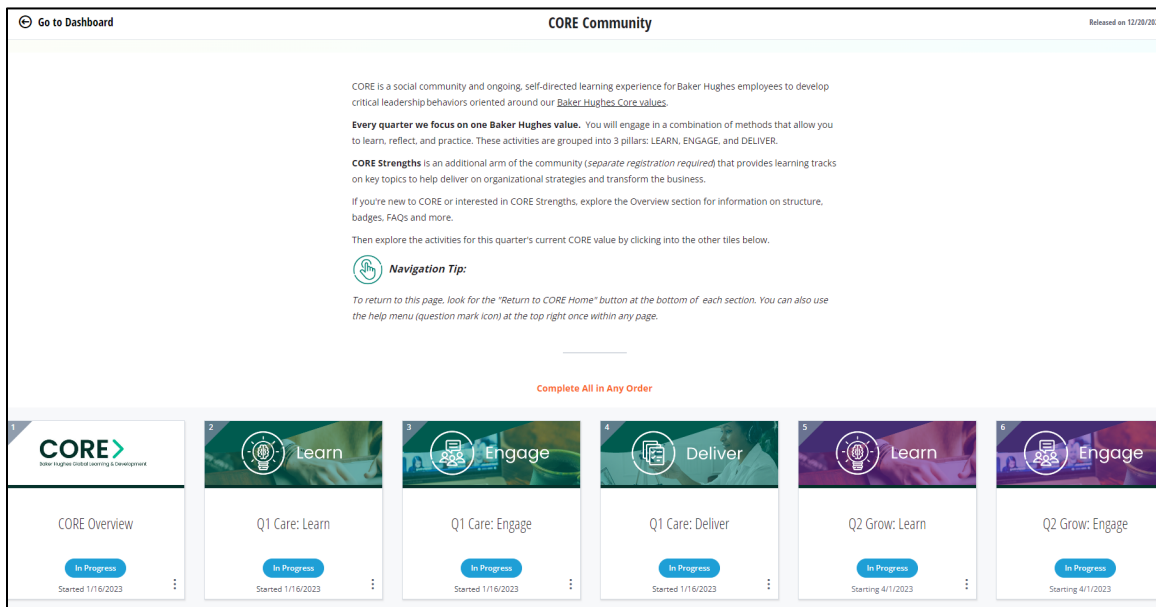 Go to Dashboard
CORE Community
Released on 12/20/20
CORE is a social community and ongoing, self-directed learning experience for Baker Hughes employees to develop
critical leadership behaviors oriented around our Baker Hughes Core values.
Every quarter we focus on one Baker Hughes value. You will engage in a combination of methods that allow you
to learn, reflect, and practice. These activities are grouped into 3 pillars: LEARN, ENGAGE, and DELIVER.
CORE Strengths is an additional arm of the community (separate registration required) that provides learning tracks
on key topics to help deliver on organizational strategies and transform the business.
If you're new to CORE or interested in CORE Strengths, explore the Overview section for information on structure,
badges, FAQs and more.
Then explore the activities for this quarter's current CORE value by clicking into the other tiles below.
Navigation Tip:
To return to this page, look for the "Return to CORE Home" button at the bottom of each section. You can also use
the help menu (question mark icon) at the top right once within any page.
Complete All in Any Order
1
CORE
Baker Hughes Global Learning & Development
CORE Overview
In Progress
Started 1/16/2023
2
Learn
Q1 Care: Learn
In Progress
Started 1/16/2023
3
Engage
Q1 Care: Engage
In Progress
Started 1/16/2023
4
Deliver
Q1 Care: Deliver
In Progress
Started 1/16/2023
5
Learn
Q2 Grow: Learn
In Progress
Starting 4/1/2023
6
Engage
Q2 Grow: Engage
In Progress
Starting 4/1/2023